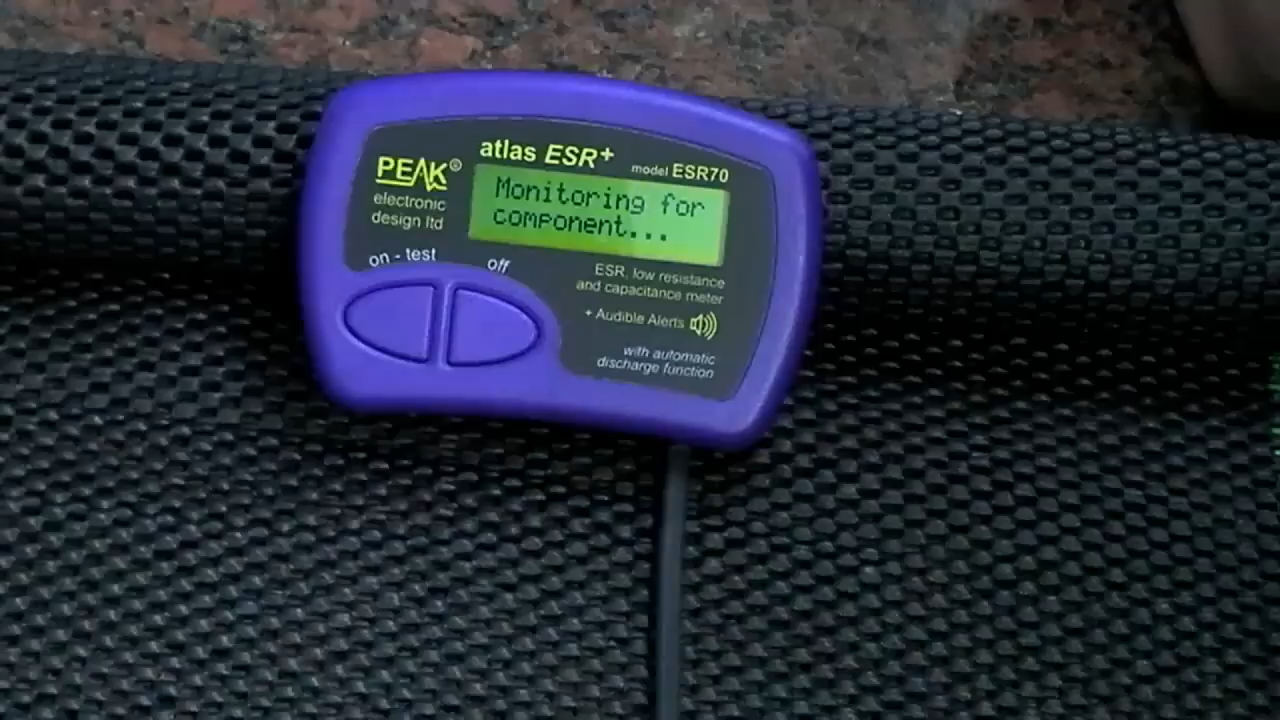 atlas ESR+
model ESR70
PEAK®
electronic
design ltd
Monitoring for
component...
on - test
off
ESR, low resistance
and capacitance meter
+ Audible Alerts
with automatic
discharge function